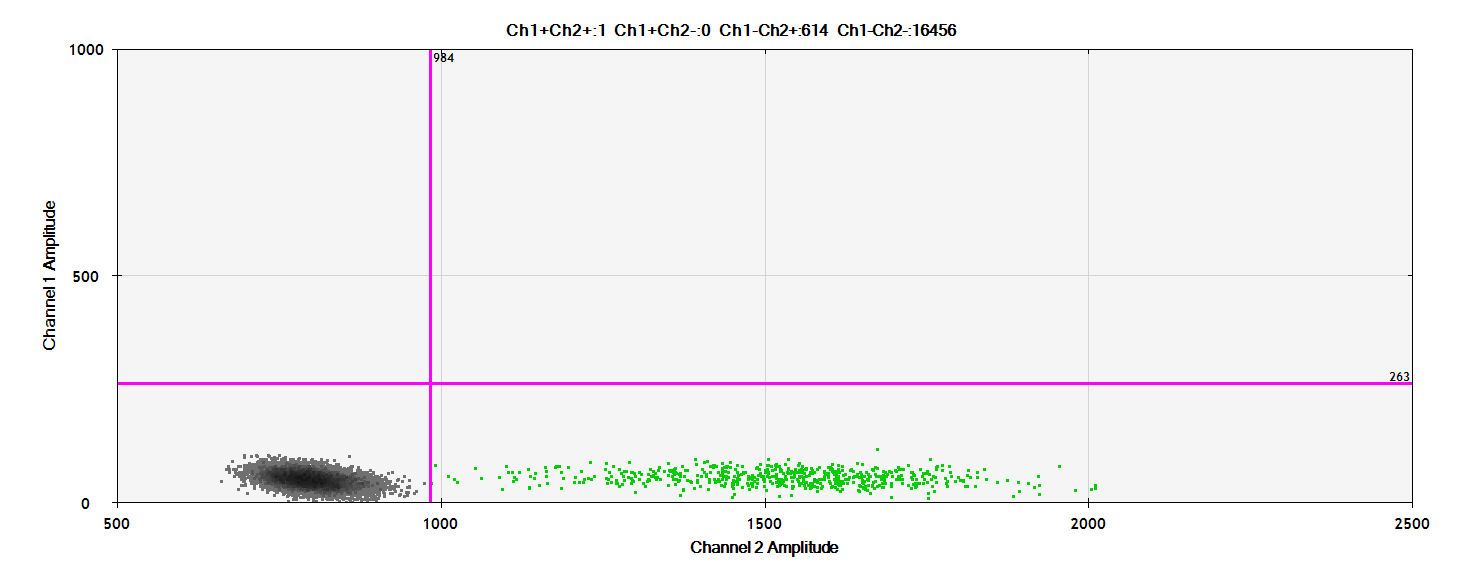 Ch1+Ch2+:1 Ch1+Ch2-:0 Ch1-Ch2+:614 Ch1-Ch2-:16456
1000
984
Channel 1 Amplitude
500
263
0
500 1000 1500 2000 2500
Channel 2 Amplitude